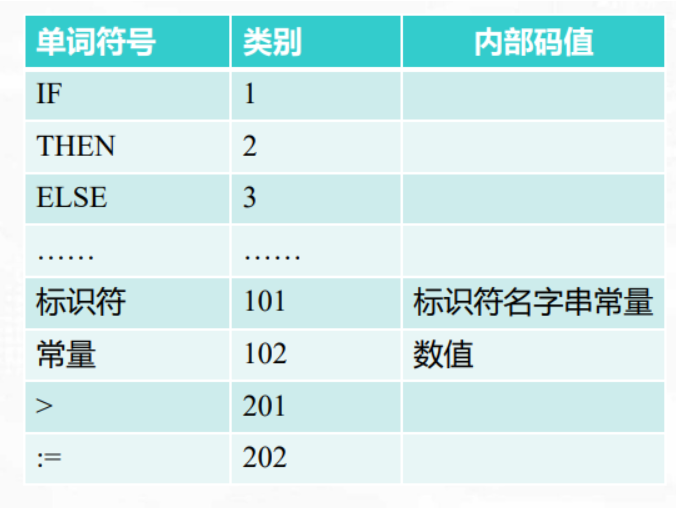 单词符号 类别 内部码值
IF 1
THEN 2
ELSE 3
…… ……
标识符 101 标识符名字串常量
常量 102 数值
> 201
:= 202